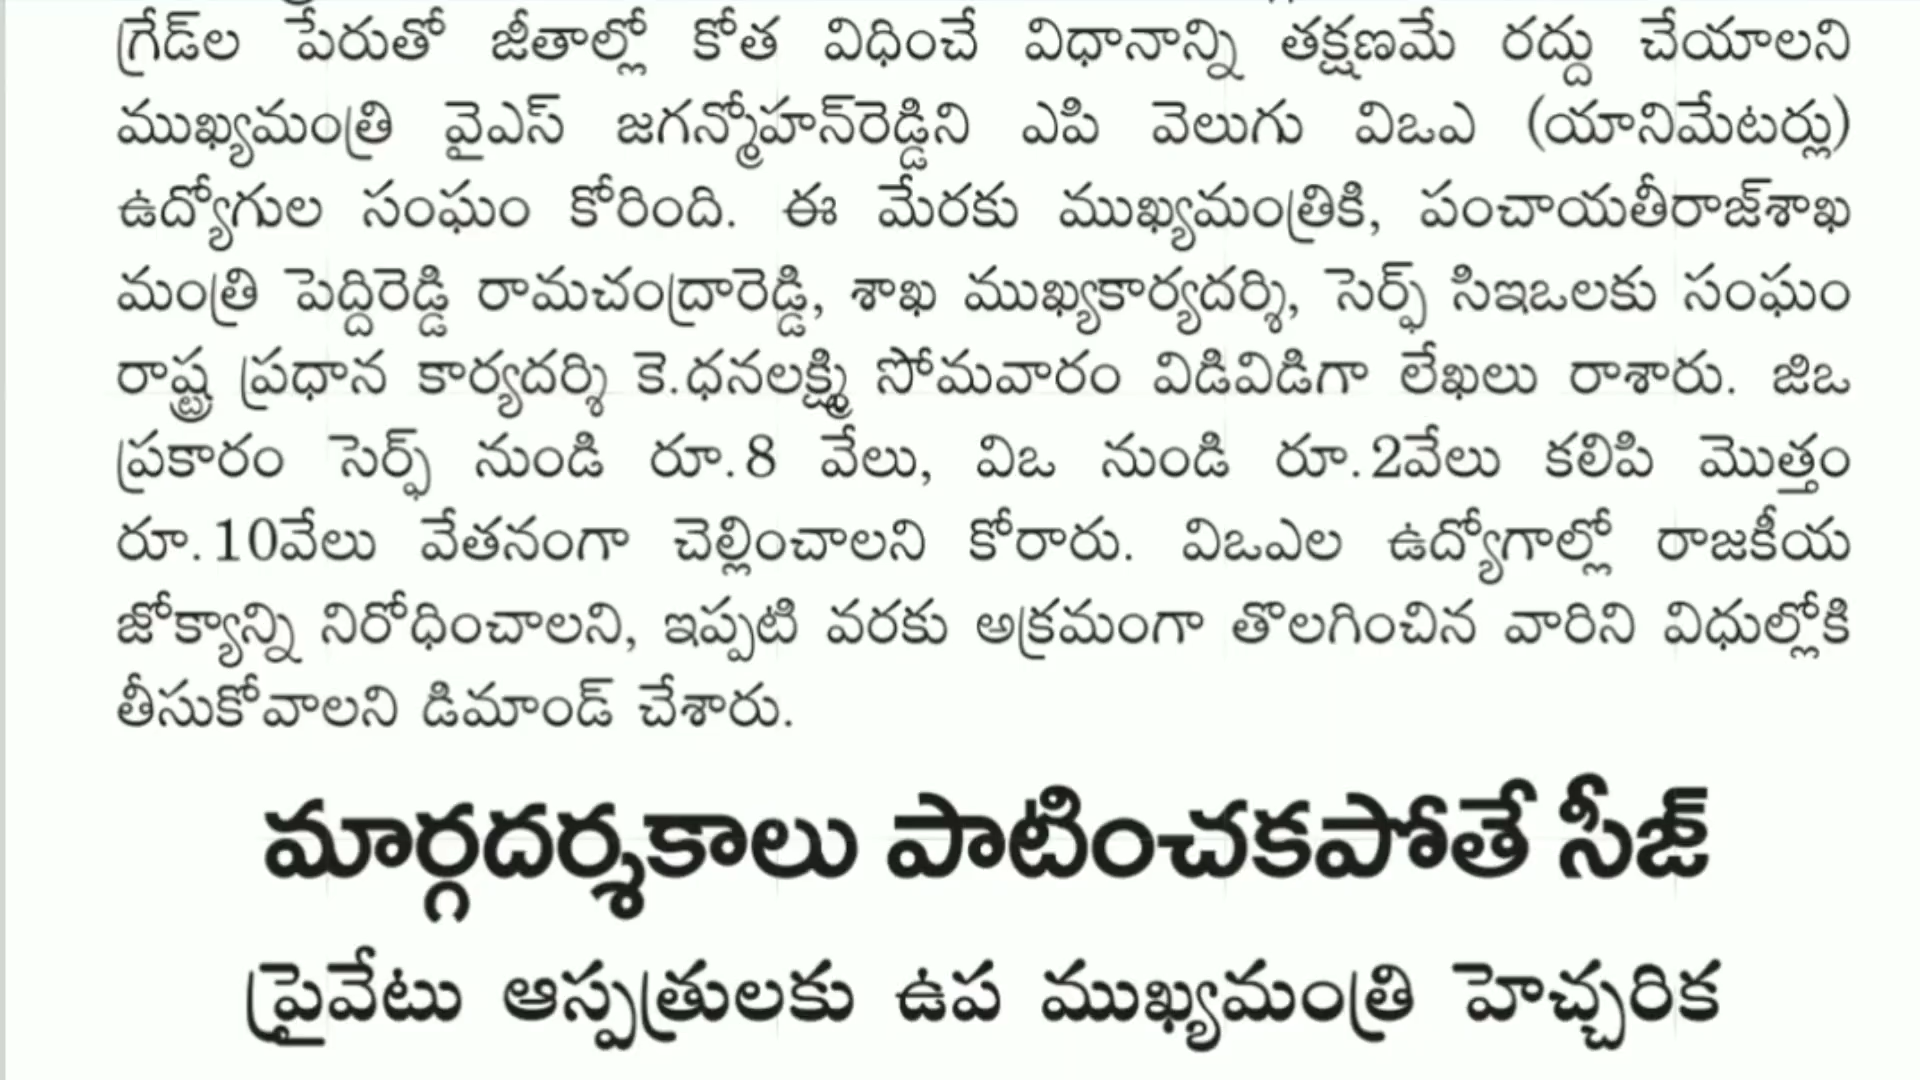 గ్రేడ్‌ల పేరుతో జీతాల్లో కోత విధించే విధానాన్ని తక్షణమే రద్దు చేయాలని
ముఖ్యమంత్రి వైఎస్ జగన్మోహన్‌రెడ్డిని ఎపి వెలుగు విఒఎ (యానిమేటర్లు)
ఉద్యోగుల సంఘం కోరింది. ఈ మేరకు ముఖ్యమంత్రికి, పంచాయతీరాజ్‌శాఖ
మంత్రి పెద్దిరెడ్డి రామచంద్రారెడ్డి, శాఖ ముఖ్యకార్యదర్శి, సెర్ఫ్ సిఇఒలకు సంఘం
రాష్ట్ర ప్రధాన కార్యదర్శి కె.ధనలక్ష్మి సోమవారం విడివిడిగా లేఖలు రాశారు. జిఒ
ప్రకారం సెర్ఫ్ నుండి రూ.8 వేలు, విఒ నుండి రూ.2వేలు కలిపి మొత్తం
రూ.10వేలు వేతనంగా చెల్లించాలని కోరారు. విఒఎల ఉద్యోగాల్లో రాజకీయ
జోక్యాన్ని నిరోధించాలని, ఇప్పటి వరకు అక్రమంగా తొలగించిన వారిని విధుల్లోకి
తీసుకోవాలని డిమాండ్ చేశారు.
మార్గదర్శకాలు పాటించకపోతే సీజ్
ప్రైవేటు ఆస్పత్రులకు ఉప ముఖ్యమంత్రి హెచ్చరిక